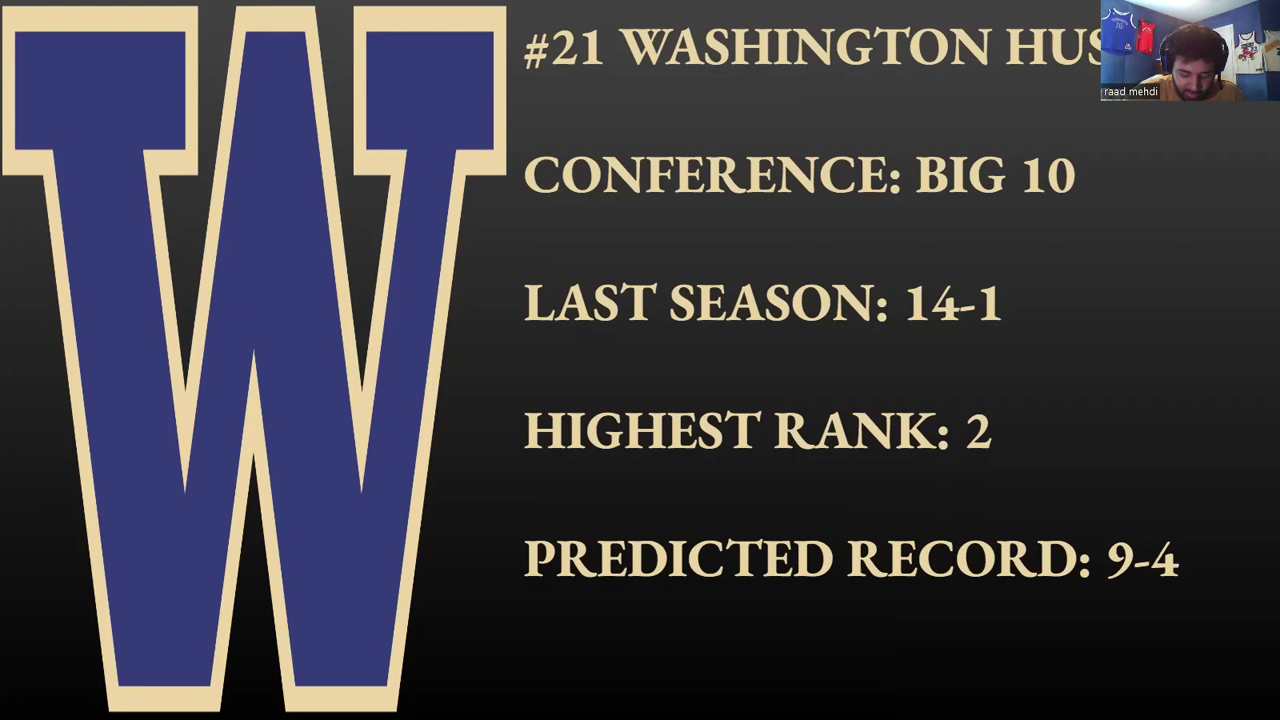 W
#21 WASHINGTON HUS
raad mehdi
CONFERENCE: BIG 10
LAST SEASON: 14-1
HIGHEST RANK: 2
PREDICTED RECORD: 9-4